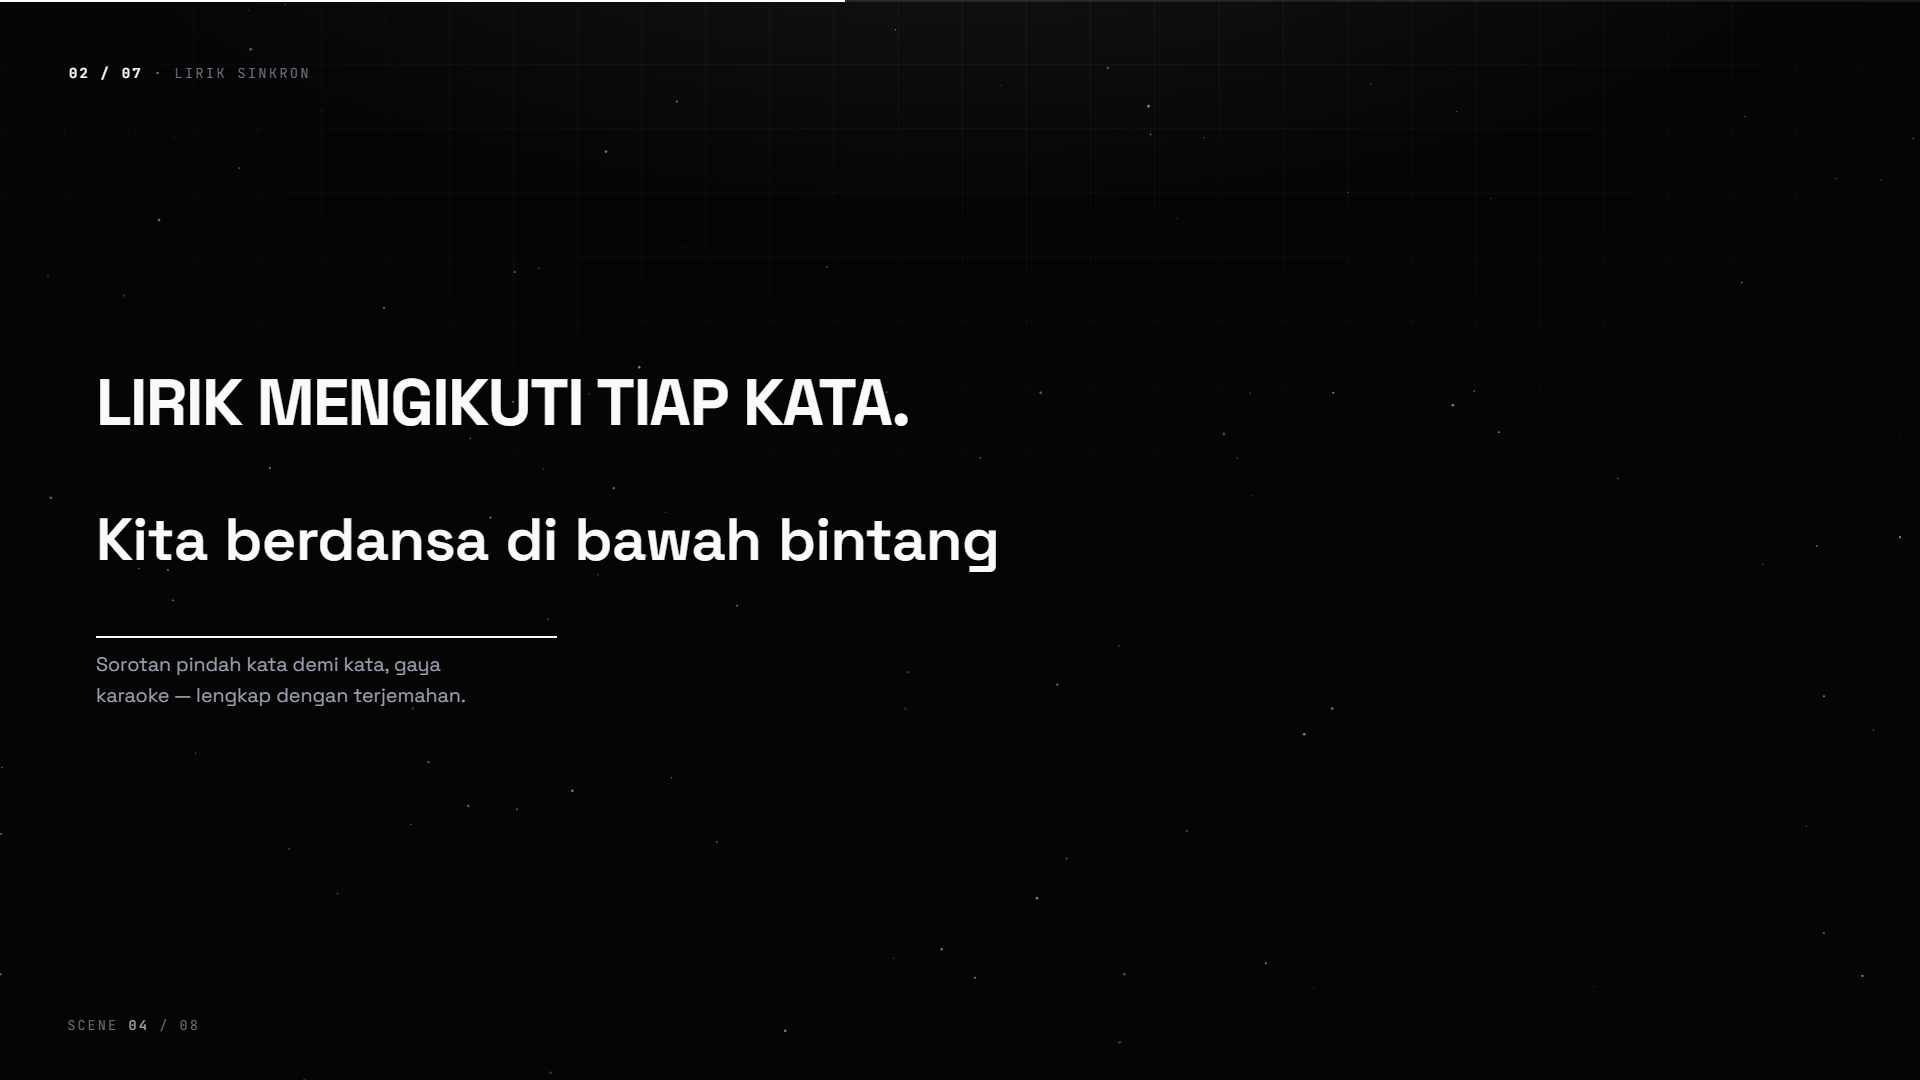 02 / 07 · LIRIK SINKRON
LIRIK MENGIKUTI TIAP KATA.
Kita berdansa di bawah bintang
Sorotan pindah kata demi kata, gaya
karaoke — lengkap dengan terjemahan.
SCENE 04 / 08